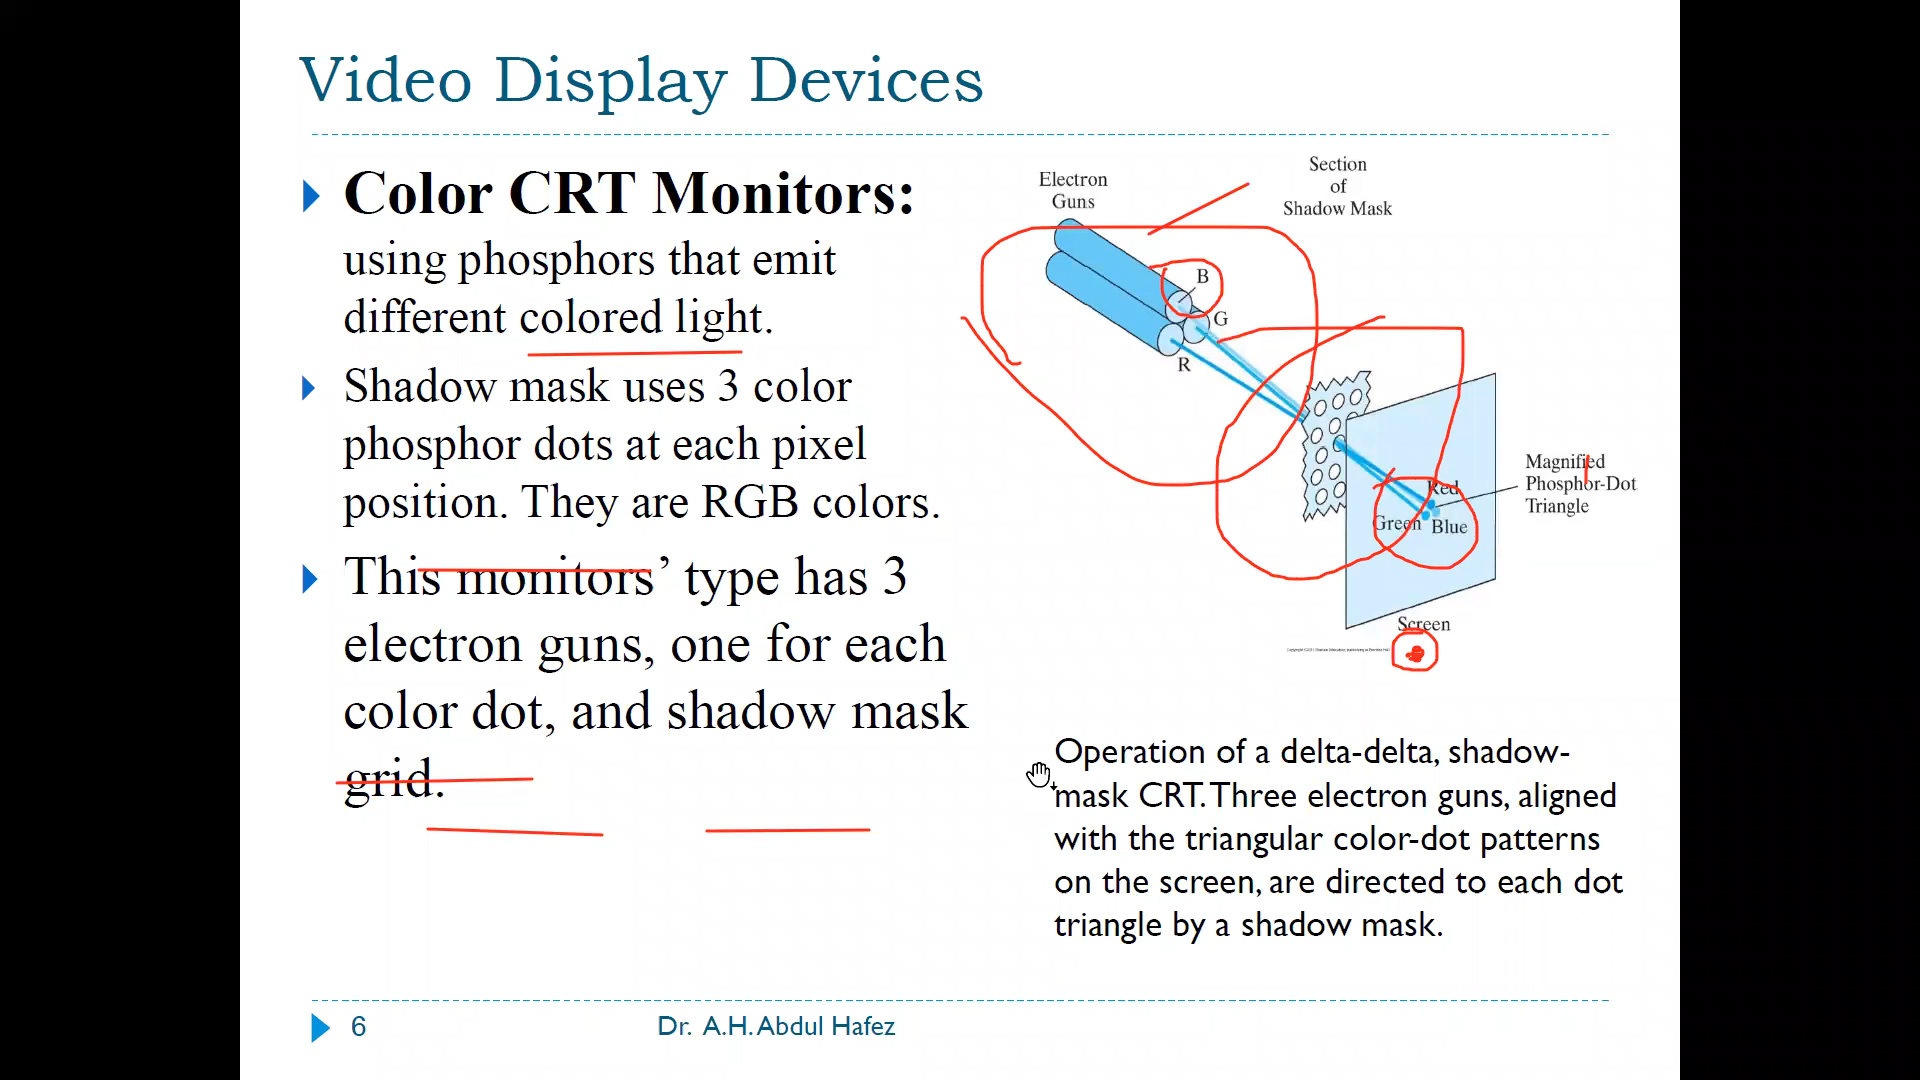 Video Display Devices
Color CRT Monitors:
using phosphors that emit
different colored light.
Shadow mask uses 3 color
phosphor dots at each pixel
position. They are RGB colors.
This monitors’ type has 3
electron guns, one for each
color dot, and shadow mask
grid.
Electron
Guns
Section
of
Shadow Mask
B
G
R
Magnified
Phosphor-Dot
Triangle
Red
Green Blue
Screen
Operation of a delta-delta, shadow-
mask CRT. Three electron guns, aligned
with the triangular color-dot patterns
on the screen, are directed to each dot
triangle by a shadow mask.
6
Dr. A.H. Abdul Hafez